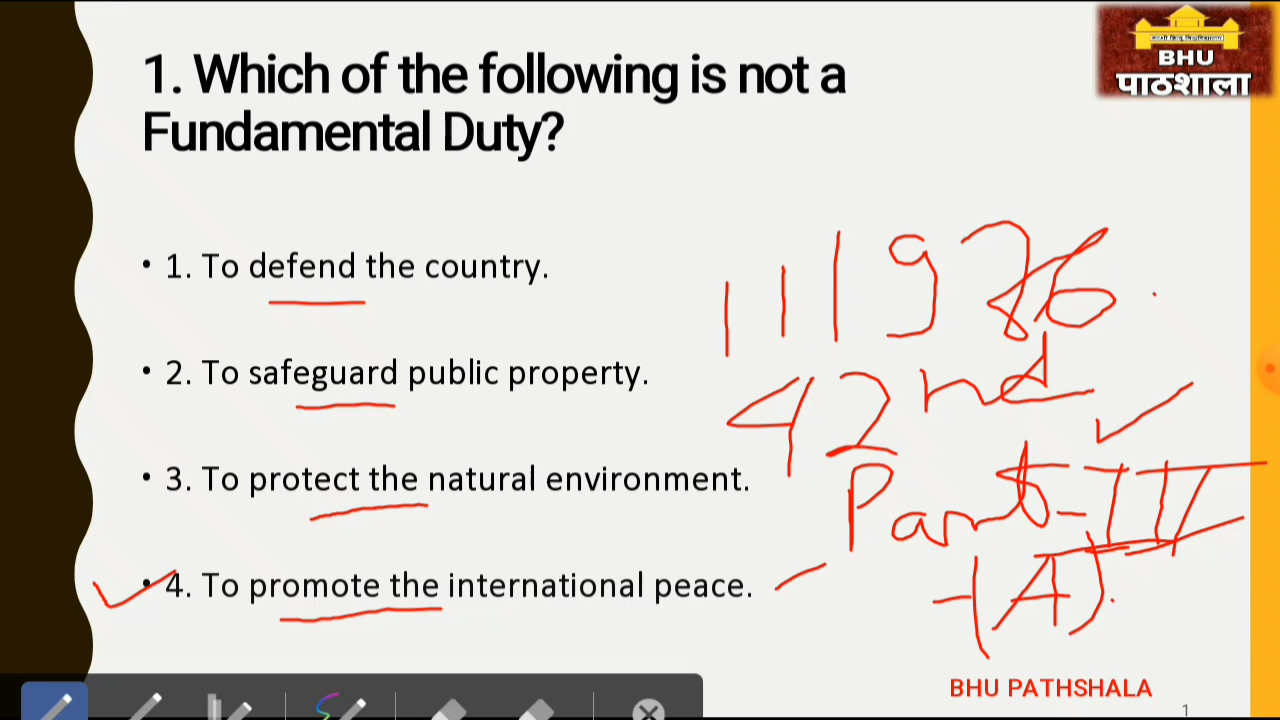 1. Which of the following is not a
Fundamental Duty?
BHU
पाठशाला
• 1. To defend the country.
• 2. To safeguard public property.
• 3. To protect the natural environment.
• 4. To promote the international peace.
1976
42nd
Part-IV
-(A).
BHU PATHSHALA
1